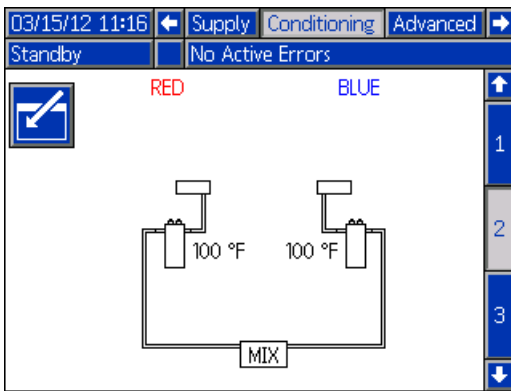 03/15/12 11:16 Supply Conditioning Advanced
Standby No Active Errors
RED BLUE
1
2
100 °F 100 °F
3
MIX